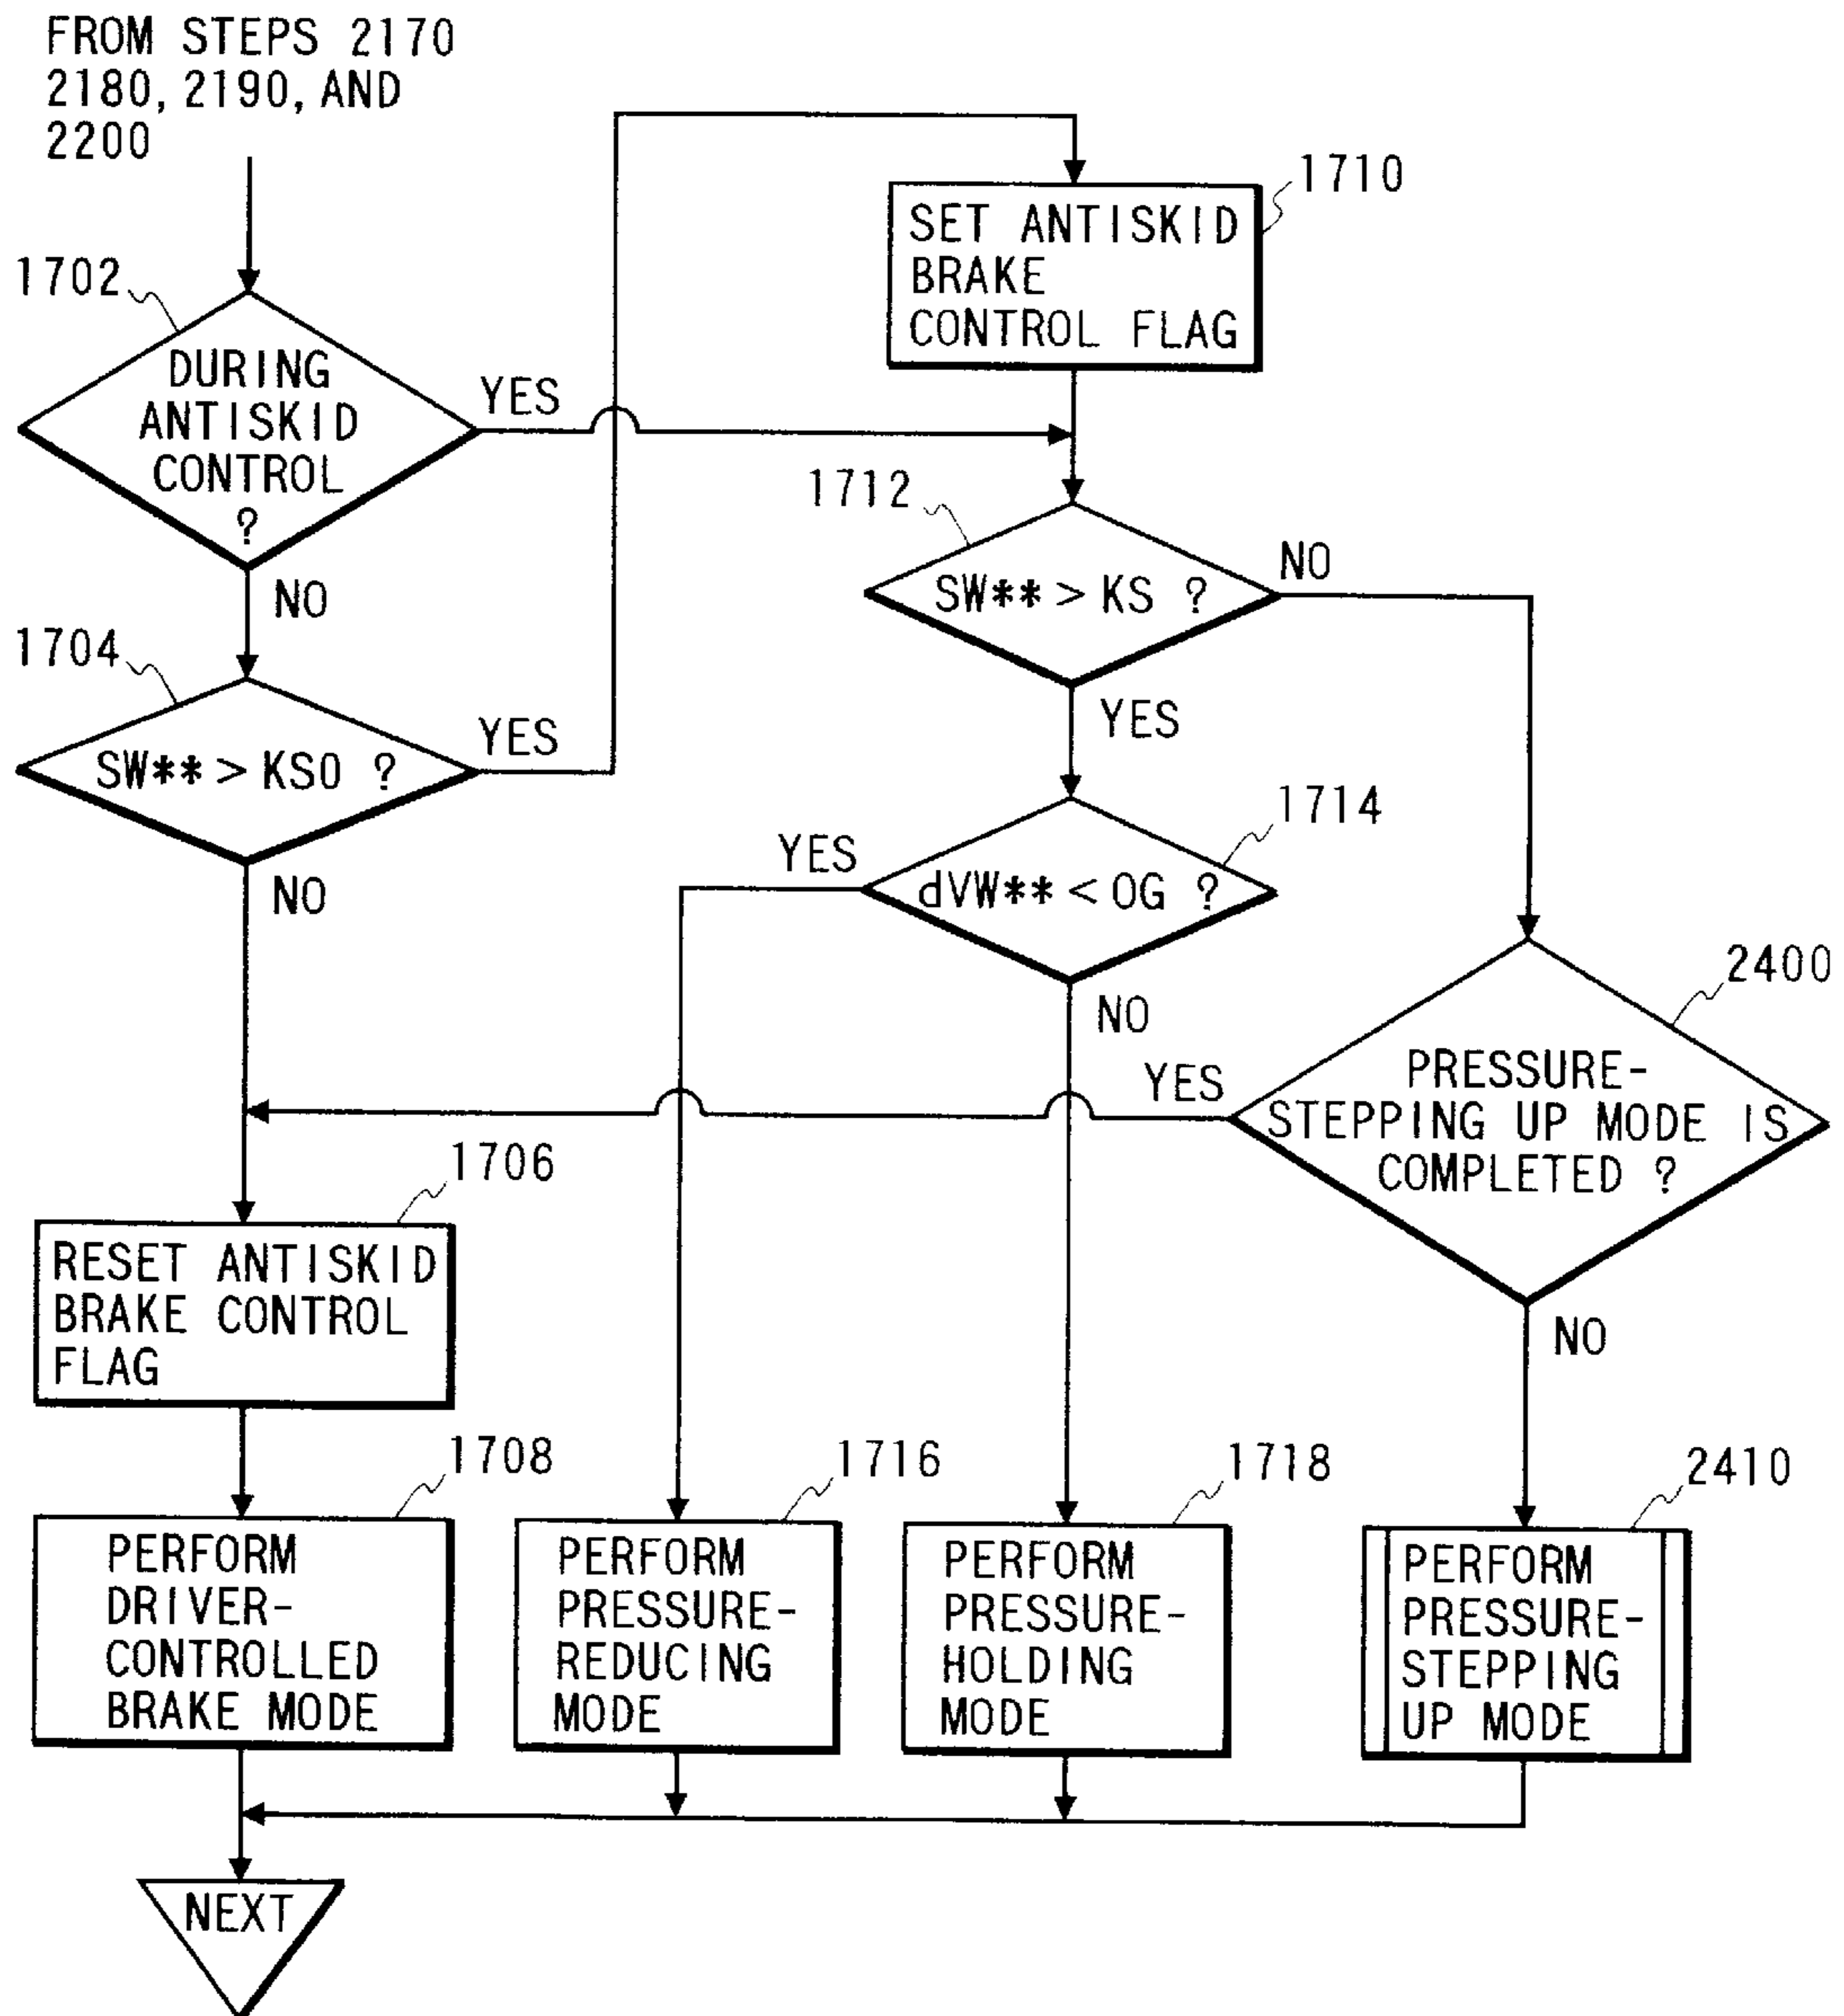 FROM STEPS 2170
2180, 2190, AND
2200
1710
SET ANTISKID
BRAKE
CONTROL FLAG
1702
DURING
ANTISKID
CONTROL
?
YES
NO
1712
SW** > KS ?
NO
YES
1704
SW** > KS0 ?
YES
NO
1714
dVW** < 0G ?
YES
NO
2400
PRESSURE-
STEPPING UP MODE IS
COMPLETED ?
YES
NO
1706
RESET ANTISKID
BRAKE CONTROL
FLAG
1708
PERFORM
DRIVER-
CONTROLLED
BRAKE MODE
1716
PERFORM
PRESSURE-
REDUCING
MODE
1718
PERFORM
PRESSURE-
HOLDING
MODE
2410
PERFORM
PRESSURE-
STEPPING
UP MODE
NEXT